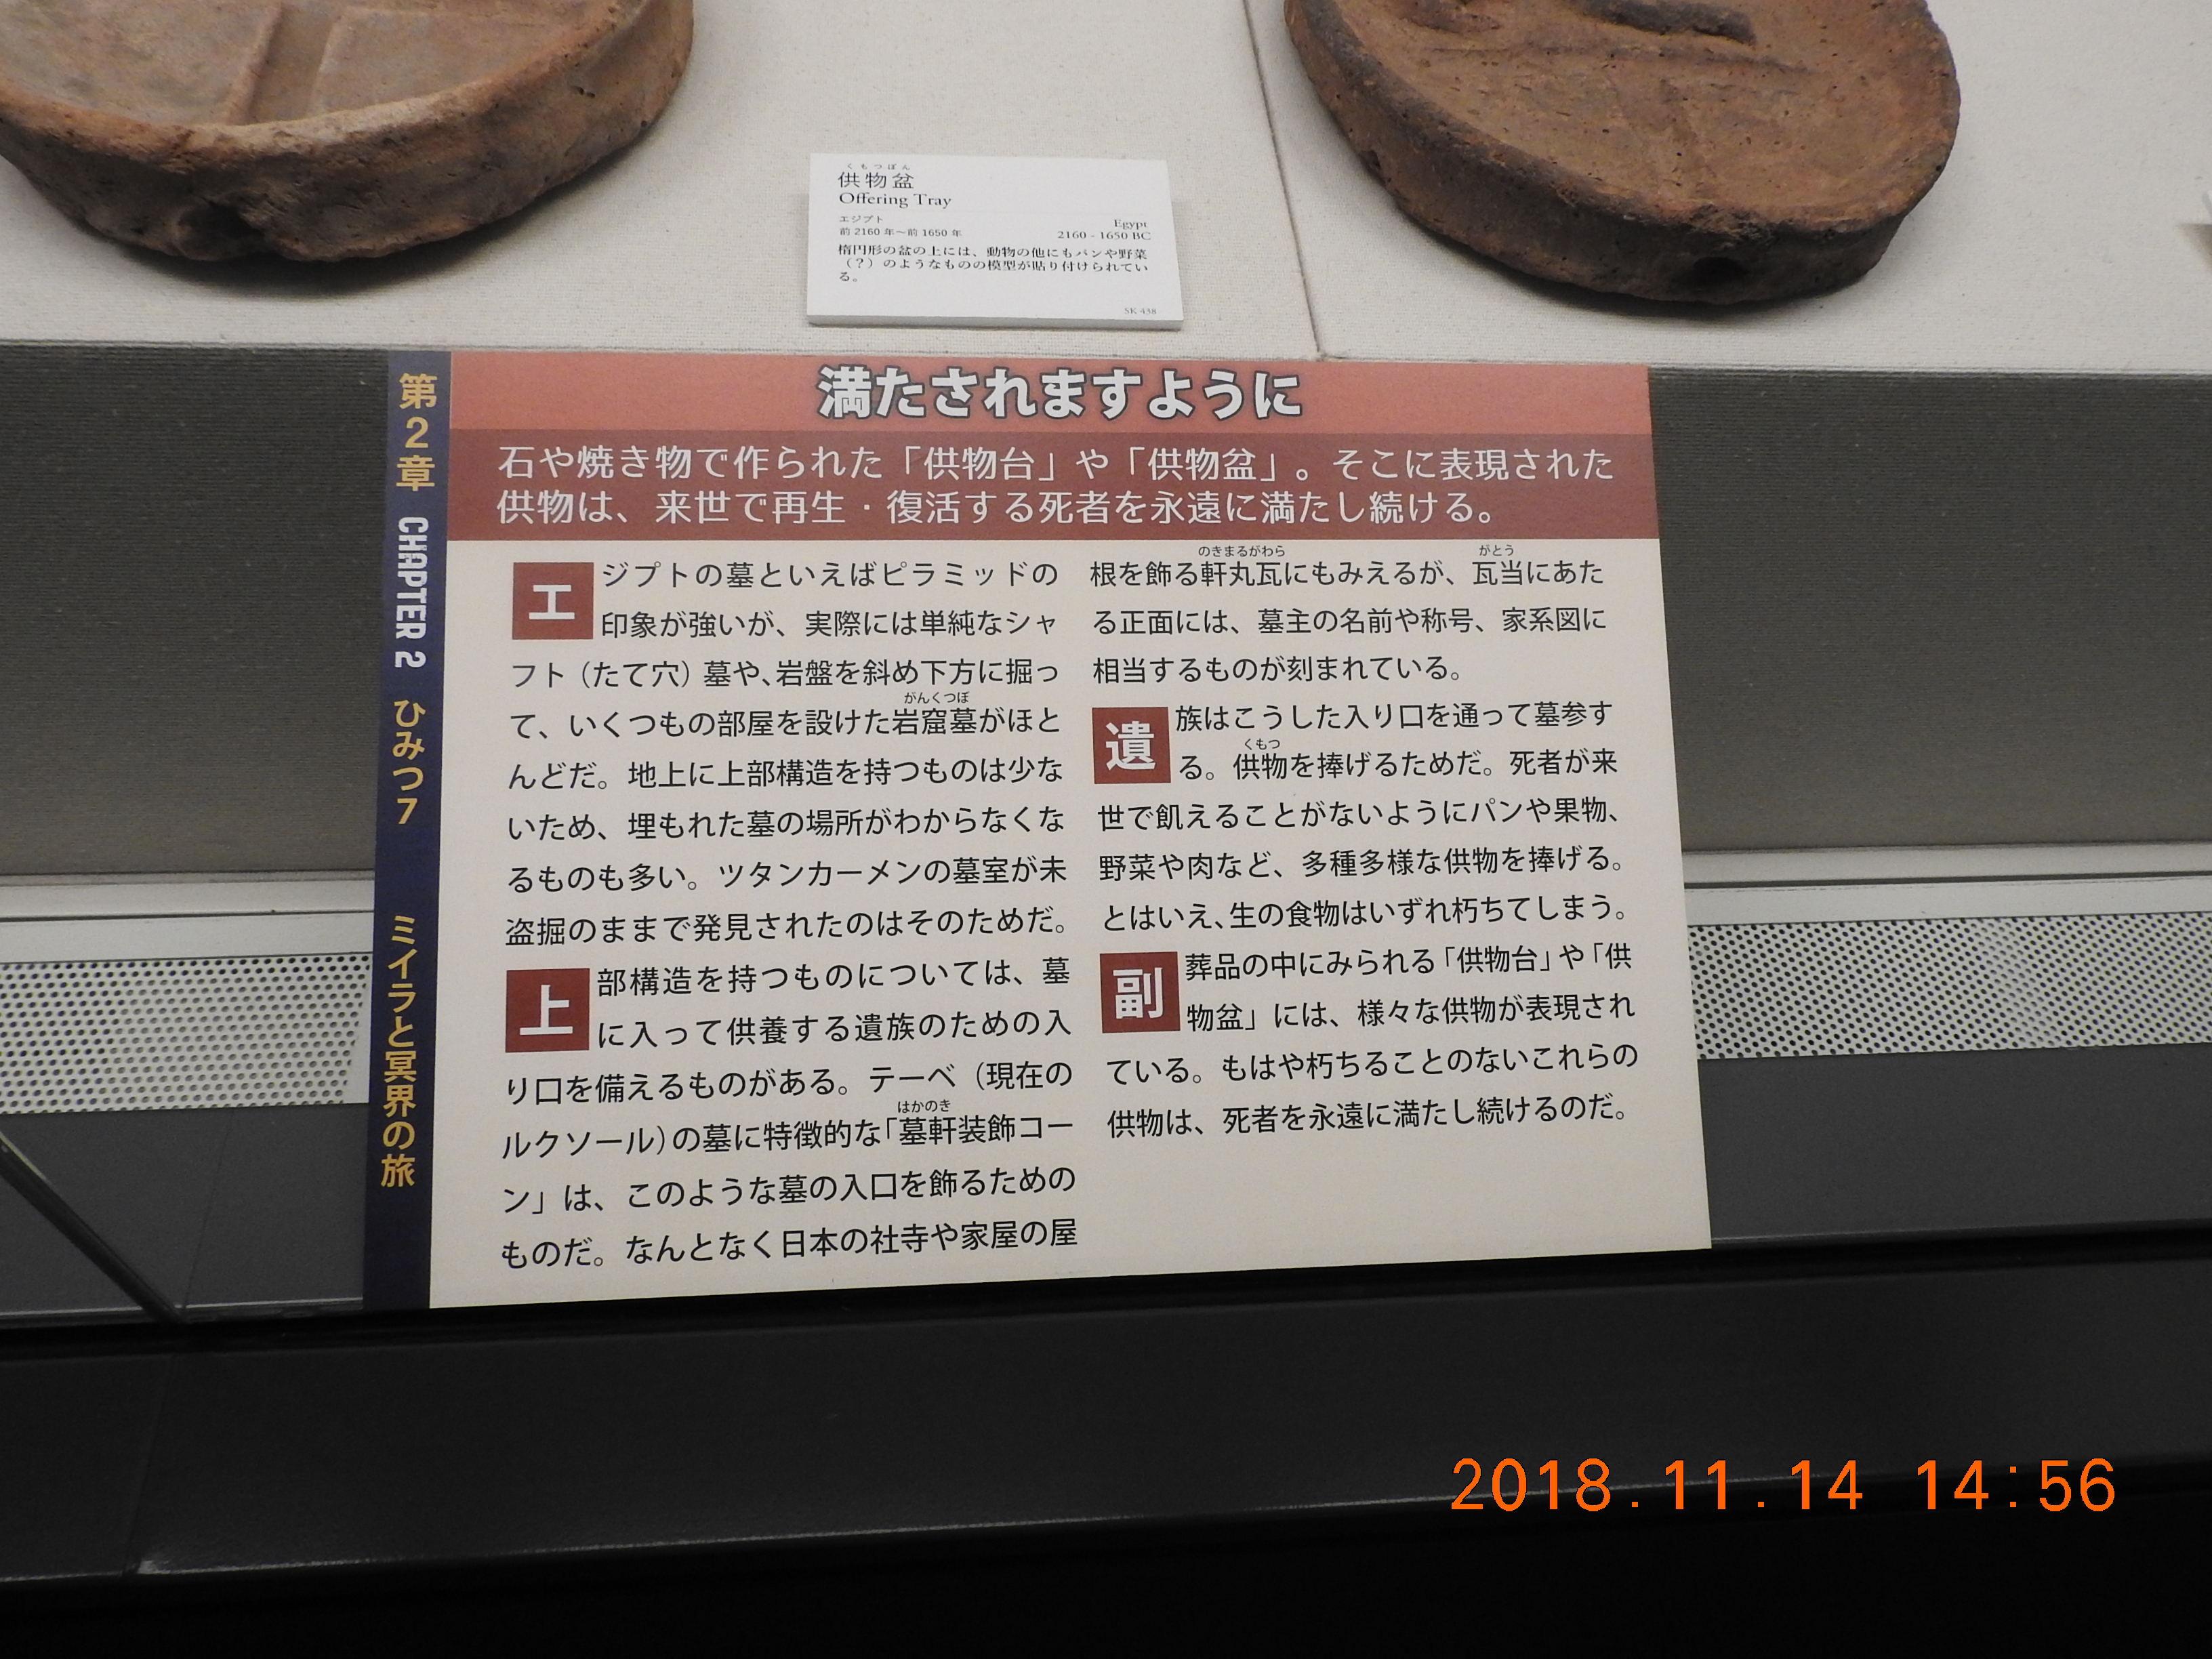 くもつぼん
供物盆
Offering Tray
エジプト
前 2160 年～前 1650 年
Egypt
2160 - 1650 BC
楕円形の盆の上には、動物の他にもパンや野菜
（？）のようなものの模型が貼り付けられてい
る。
SK 438
第2章 CHAPTER 2 ひみつ7 ミイラと冥界の旅
満たされますように
石や焼き物で作られた「供物台」や「供物盆」。そこに表現された
供物は、来世で再生・復活する死者を永遠に満たし続ける。
エジプトの墓といえばピラミッドの
印象が強いが、実際には単純なシャ
フト（たて穴）墓や、岩盤を斜め下方に掘っ
がんくつぼ
て、いくつもの部屋を設けた岩窟墓がほと
んどだ。地上に上部構造を持つものは少な
いため、埋もれた墓の場所がわからなくな
るものも多い。ツタンカーメンの墓室が未
盗掘のままで発見されたのはそのためだ。
上部構造を持つものについては、墓
に入って供養する遺族のための入
り口を備えるものがある。テーベ（現在の
はかのき
ルクソール）の墓に特徴的な「墓軒装飾コー
ン」は、このような墓の入口を飾るための
ものだ。なんとなく日本の社寺や家屋の屋
のきまるがわら がとう
根を飾る軒丸瓦にもみえるが、瓦当にあた
る正面には、墓主の名前や称号、家系図に
相当するものが刻まれている。
遺族はこうした入り口を通って墓参す
くもつ
る。供物を捧げるためだ。死者が来
世で飢えることがないようにパンや果物、
野菜や肉など、多種多様な供物を捧げる。
とはいえ、生の食物はいずれ朽ちてしまう。
副葬品の中にみられる「供物台」や「供
物盆」には、様々な供物が表現され
ている。もはや朽ちることのないこれらの
供物は、死者を永遠に満たし続けるのだ。
2018.11.14 14:56